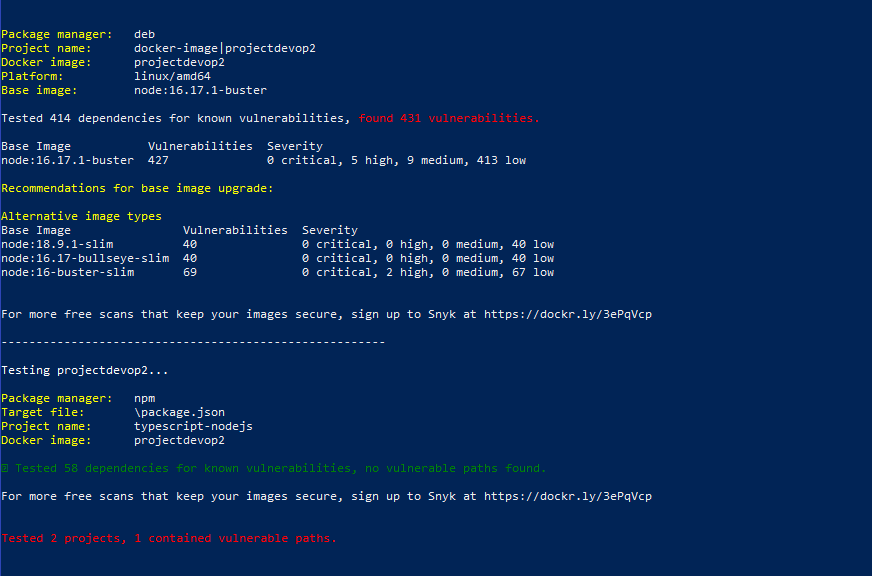 Package manager:   deb
Project name:      docker-image|projectdevop2
Docker image:      projectdevop2
Platform:          linux/amd64
Base image:        node:16.17.1-buster
Tested 414 dependencies for known vulnerabilities, found 431 vulnerabilities.
Base Image           Vulnerabilities  Severity
node:16.17.1-buster  427              0 critical, 5 high, 9 medium, 413 low
Recommendations for base image upgrade:
Alternative image types
Base Image                Vulnerabilities  Severity
node:18.9.1-slim          40               0 critical, 0 high, 0 medium, 40 low
node:16.17-bullseye-slim  40               0 critical, 0 high, 0 medium, 40 low
node:16-buster-slim       69               0 critical, 2 high, 0 medium, 67 low
For more free scans that keep your images secure, sign up to Snyk at https://dockr.ly/3ePqVcp
-------------------------------------------------------
Testing projectdevop2...
Package manager:   npm
Target file:       \package.json
Project name:      typescript-nodejs
Docker image:      projectdevop2
Tested 58 dependencies for known vulnerabilities, no vulnerable paths found.
For more free scans that keep your images secure, sign up to Snyk at https://dockr.ly/3ePqVcp
Tested 2 projects, 1 contained vulnerable paths.